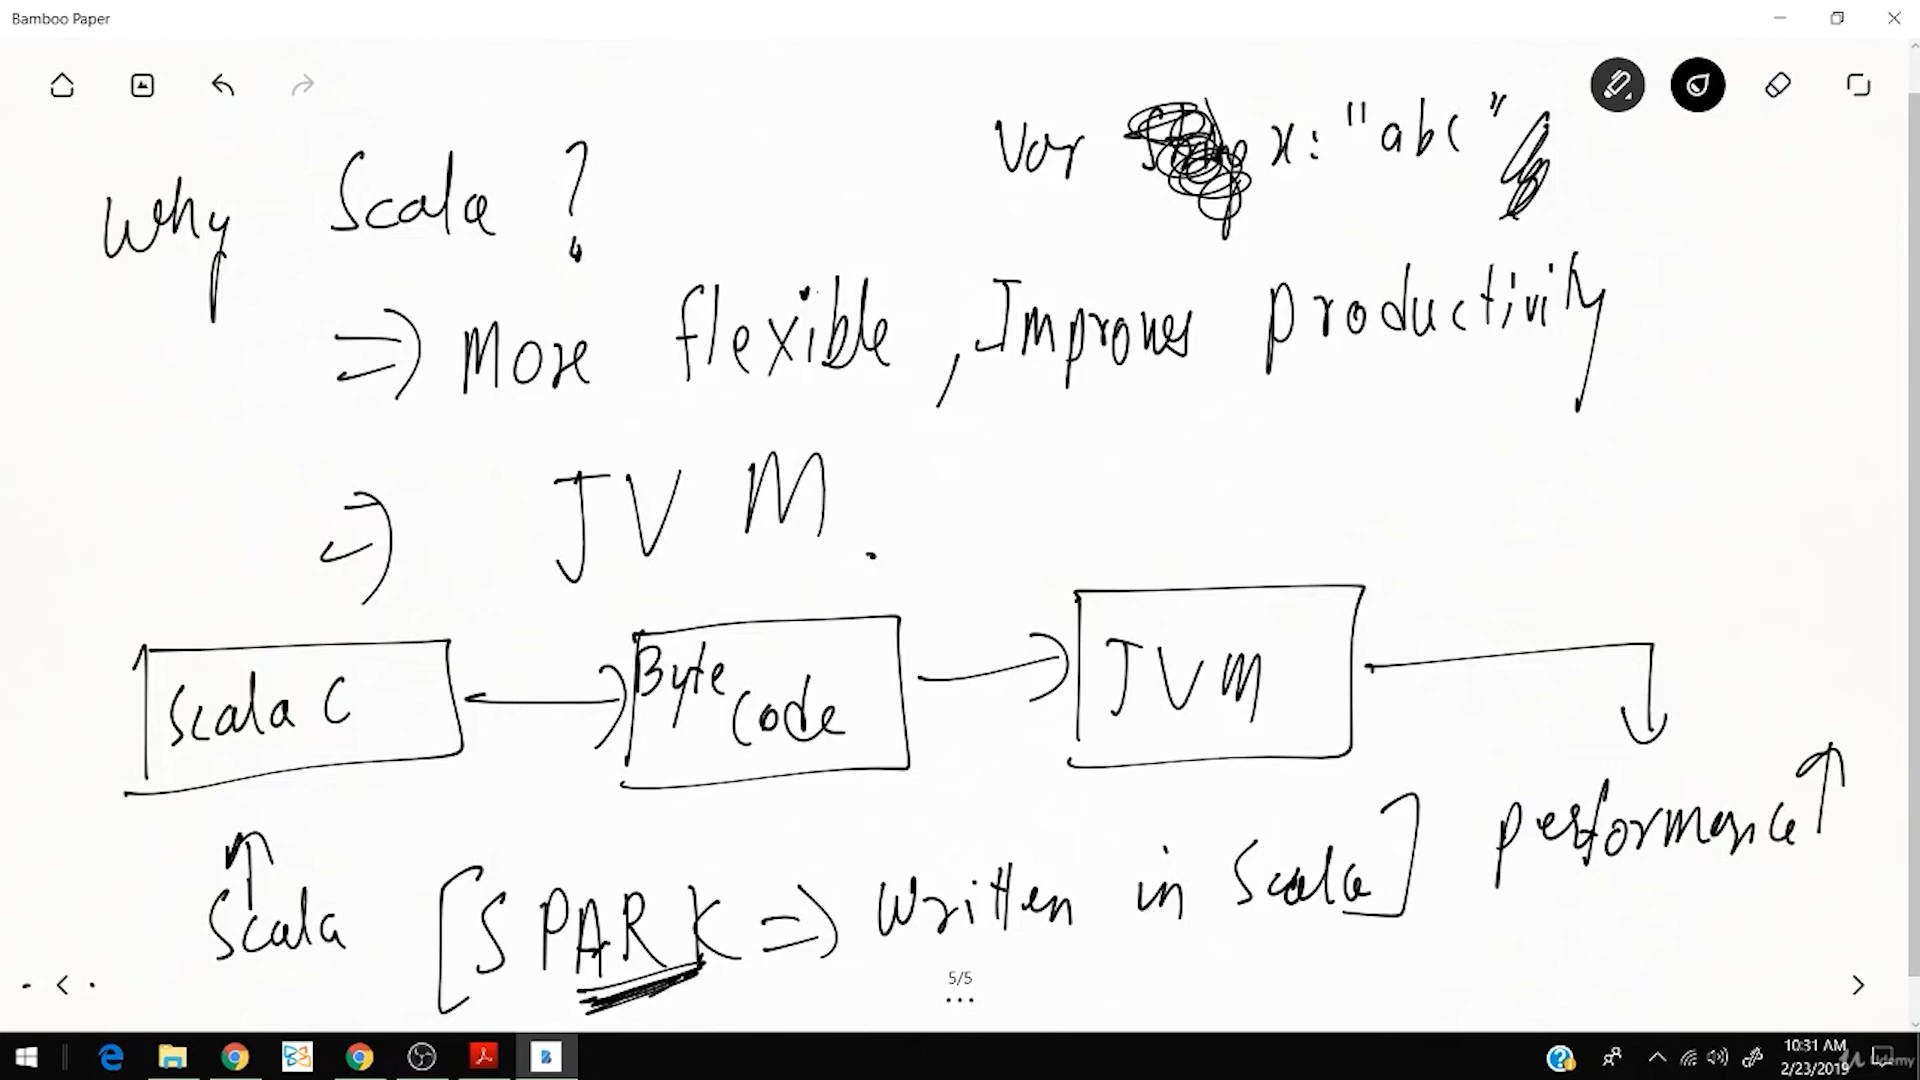 Bamboo Paper
Var x: "abc"
Why Scala ?
=> More flexible , Improves productivity
=> JVM.
Scala C
Byte Code
JVM
performance ↑
Scala
[SPARK => Written in Scala]
5/5
10:31 AM
2/23/2019
Udemy